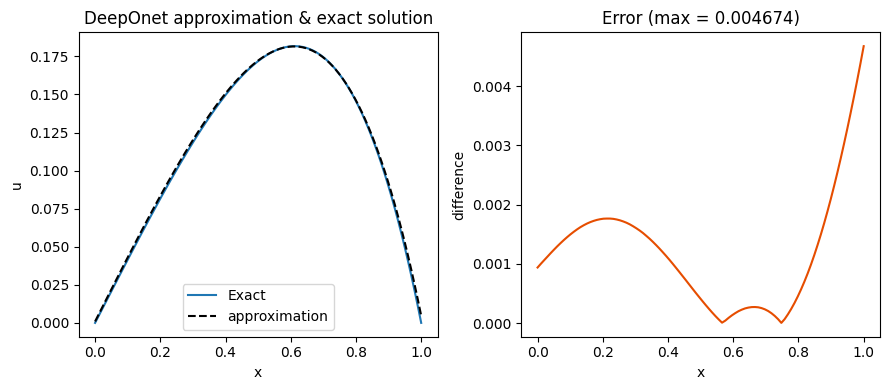 DeepOnet approximation & exact solution
u
0.175
0.150
0.125
0.100
0.075
0.050
0.025
0.000
Exact
approximation
0.0 0.2 0.4 0.6 0.8 1.0
x
Error (max = 0.004674)
difference
0.004
0.003
0.002
0.001
0.000
0.0 0.2 0.4 0.6 0.8 1.0
x